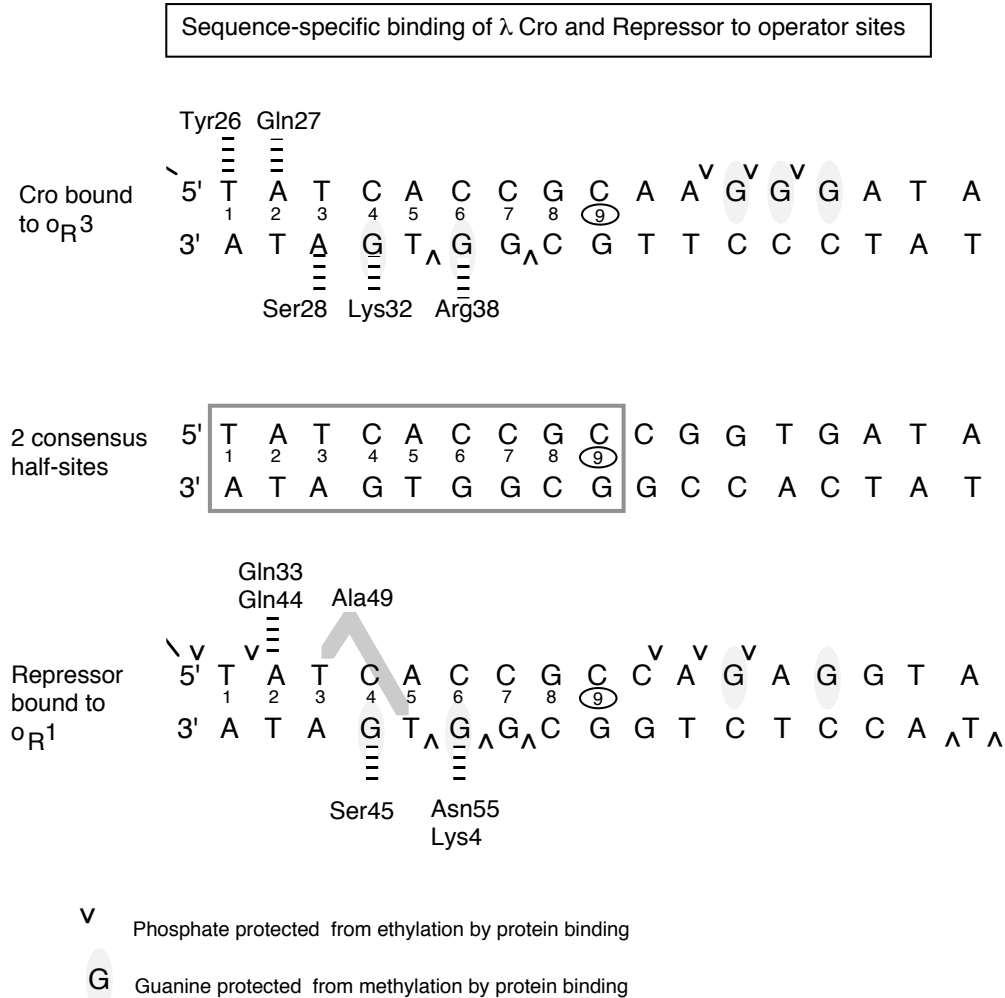 Sequence-specific binding of λ Cro and Repressor to operator sites
Tyr26 Gln27
Cro bound
to oR3
5' T A T C A C C G C A A V G V G V G A T A
1 2 3 4 5 6 7 8 9
3' A T A G T ^ G G ^ C G T T C C C T A T
Ser28 Lys32 Arg38
2 consensus
half-sites
5' T A T C A C C G C C G G T G A T A
1 2 3 4 5 6 7 8 9
3' A T A G T G G C G G C C A C T A T
Gln33
Gln44 Ala49
Repressor
bound to
oR1
5' V T V A T C A C C G C C V A V G V A G G T A
1 2 3 4 5 6 7 8 9
3' A T A G T ^ G ^ G ^ C G G T C T C C A ^ T ^
Ser45 Asn55
Lys4
V Phosphate protected from ethylation by protein binding
G Guanine protected from methylation by protein binding